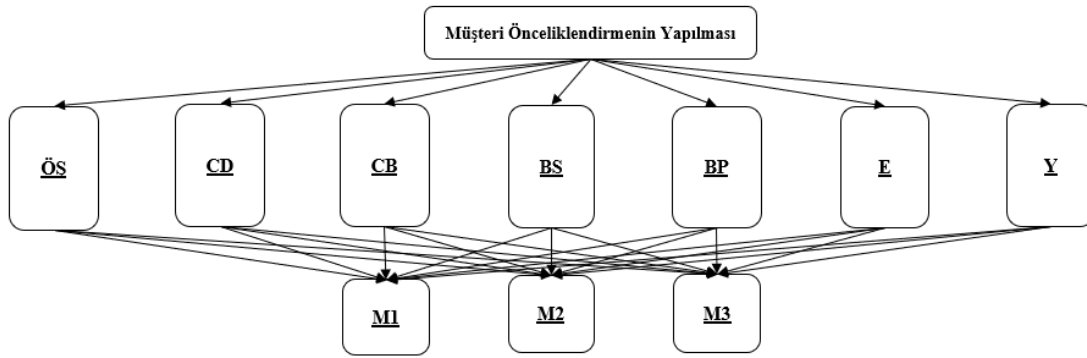 Müşteri Önceliklendirmenin Yapılması
ÖS
CD
CB
BS
BP
E
Y
M1
M2
M3